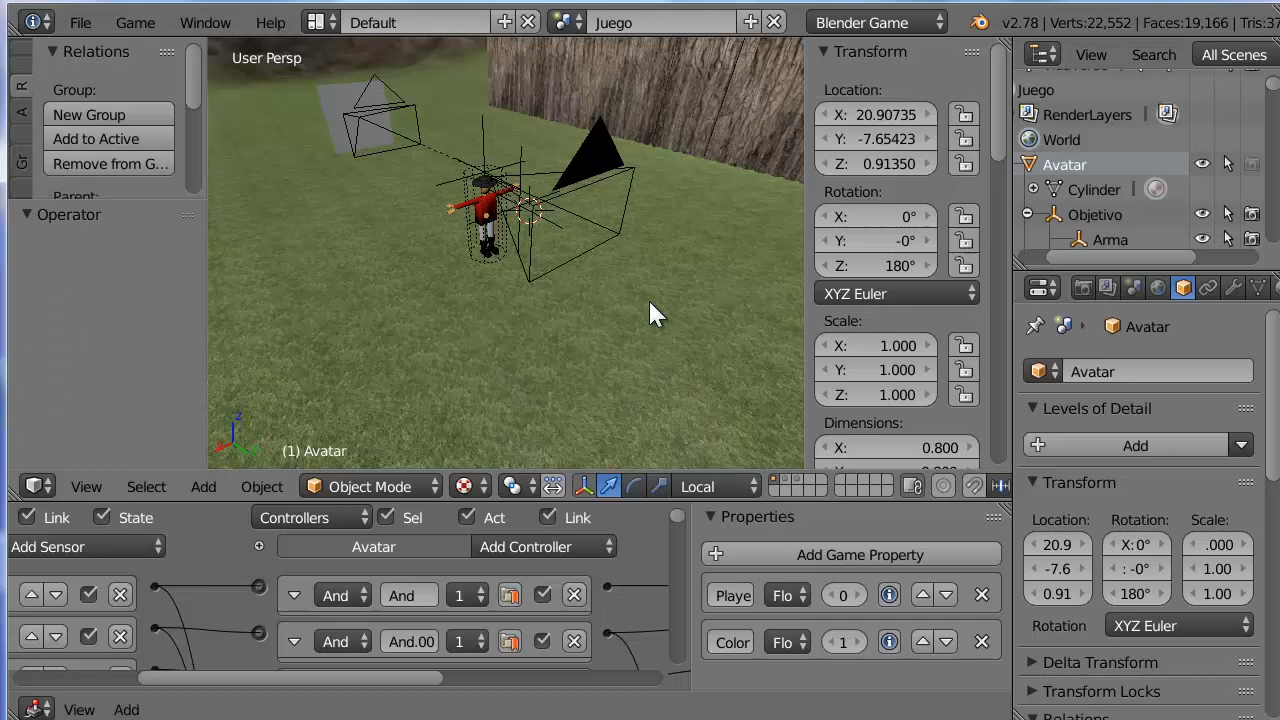 File Game Window Help Default Juego Blender Game v2.78 | Verts:22,552 | Faces:19,166 | Tris:37
Relations
Group:
New Group
Add to Active
Remove from G...
Parent:
Operator
R
A
Gr
User Persp
(1) Avatar
Z
Transform
Location:
X: 20.90735
Y: -7.65423
Z: 0.91350
Rotation:
X: 0°
Y: -0°
Z: 180°
XYZ Euler
Scale:
X: 1.000
Y: 1.000
Z: 1.000
Dimensions:
X: 0.800
View Search All Scenes
Juego
RenderLayers
World
Avatar
Cylinder
Objetivo
Arma
Avatar
Avatar
Levels of Detail
Add
Transform
Location: Rotation: Scale:
20.9 X:0° .000
-7.6 : -0° 1.00
0.91 180° 1.00
Rotation XYZ Euler
Delta Transform
Transform Locks
Relations
View Select Add Object Object Mode Local
Link State Controllers Sel Act Link
Add Sensor Avatar Add Controller
And And 1
And And.00 1
Properties
Add Game Property
Playe Flo 0
Color Flo 1
View Add